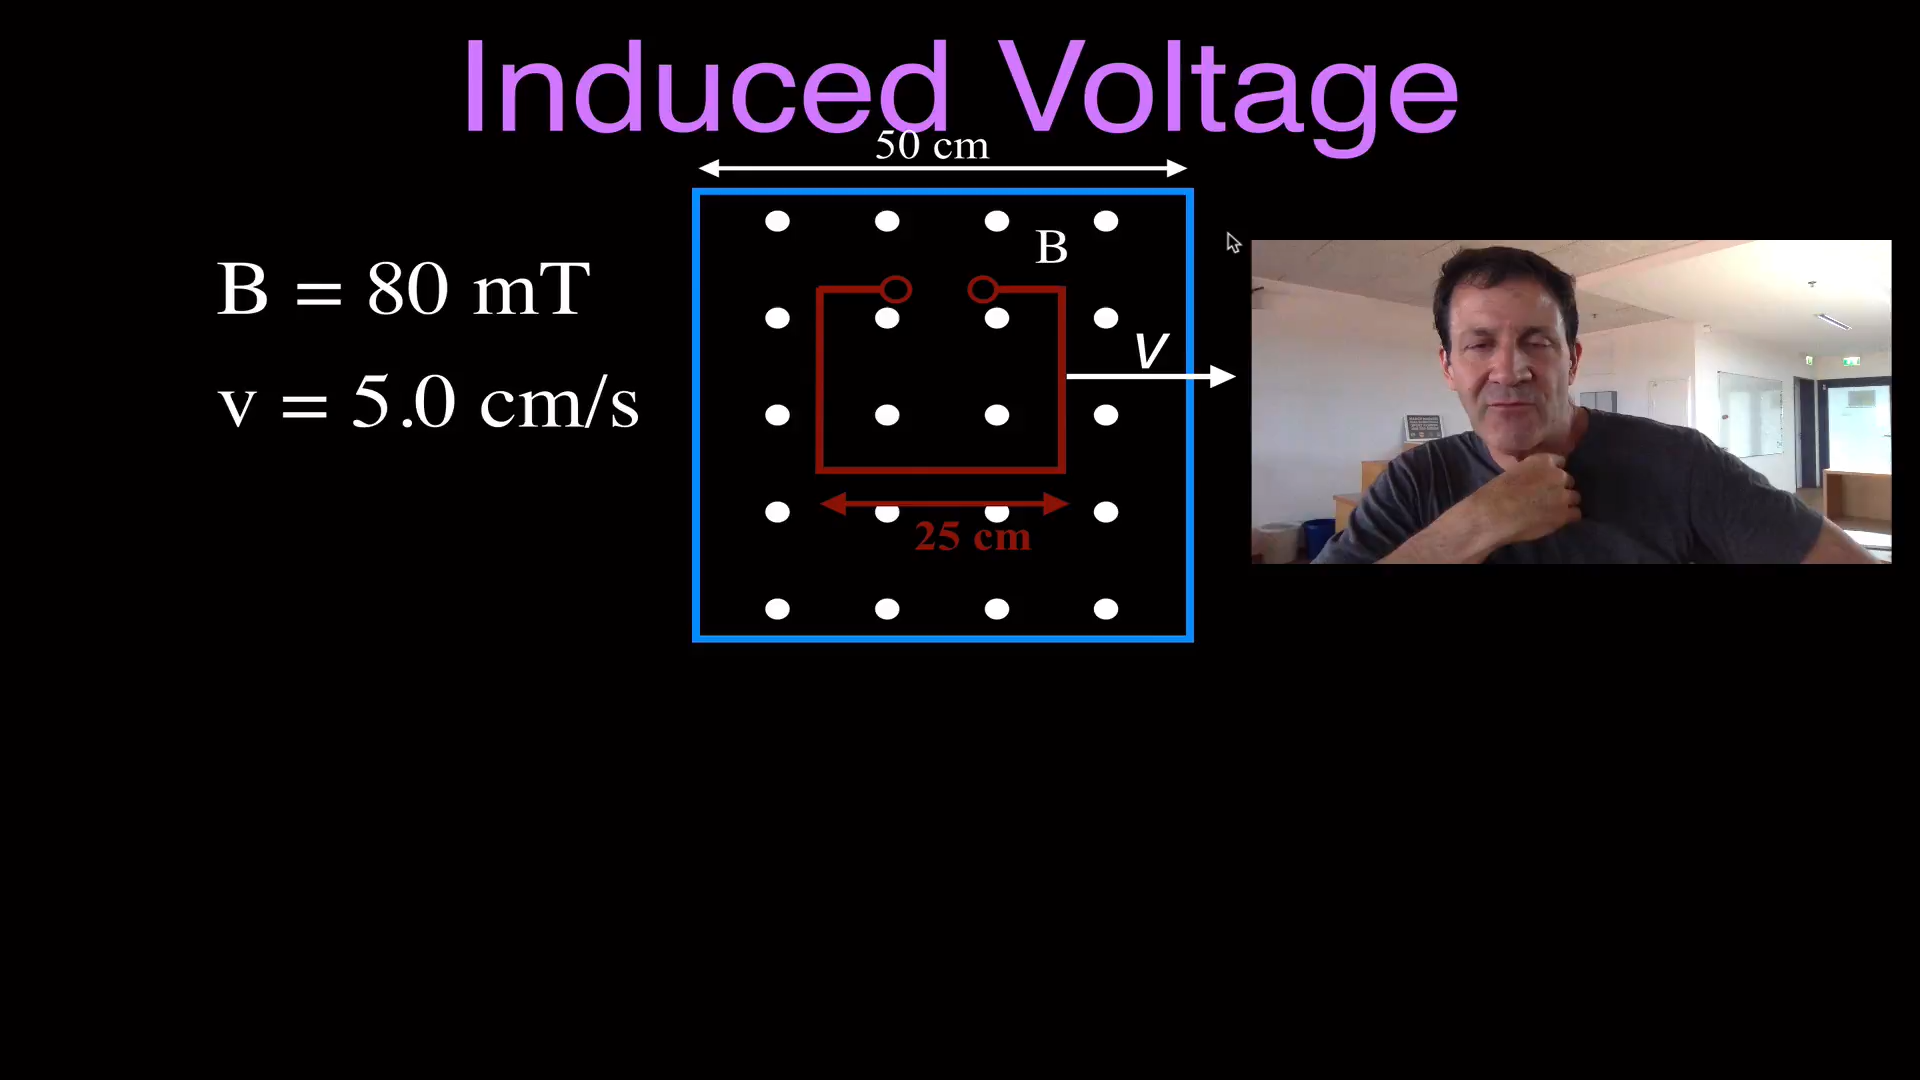 Induced Voltage
50 cm
B
B = 80 mT
v
v = 5.0 cm/s
25 cm